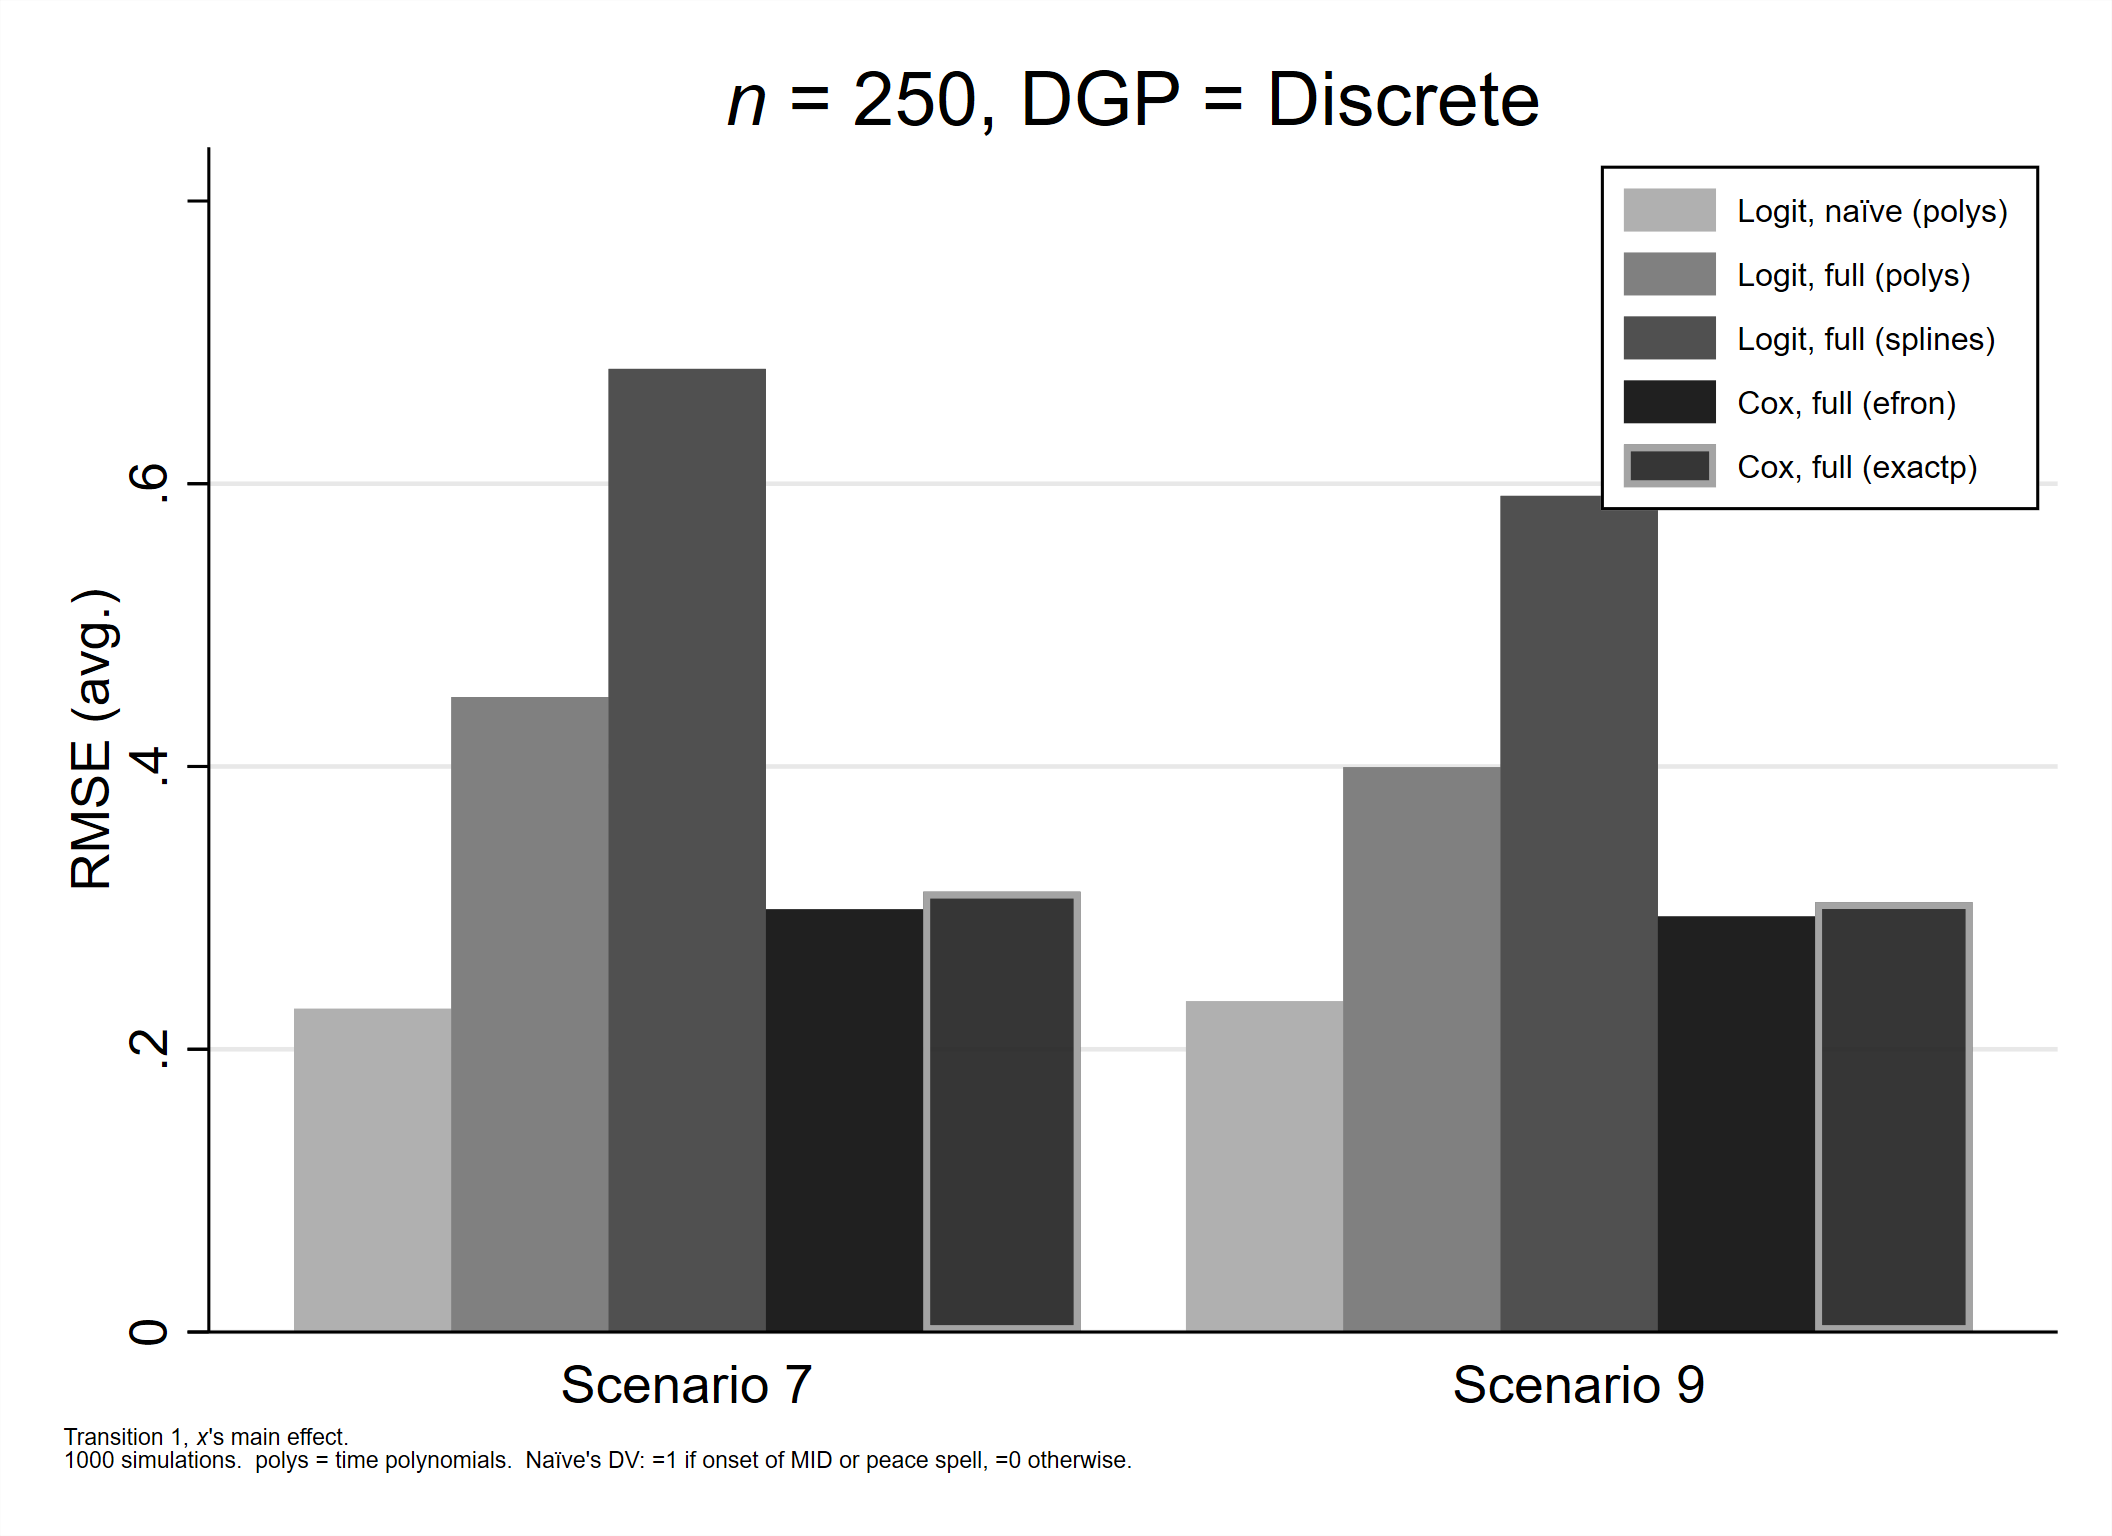 n = 250, DGP = Discrete
Logit, naïve (polys)
Logit, full (polys)
Logit, full (splines)
Cox, full (efron)
Cox, full (exactp)
RMSE (avg.)
.6
.4
.2
0
Scenario 7
Scenario 9
Transition 1, x's main effect.
1000 simulations.  polys = time polynomials.  Naïve's DV: =1 if onset of MID or peace spell, =0 otherwise.